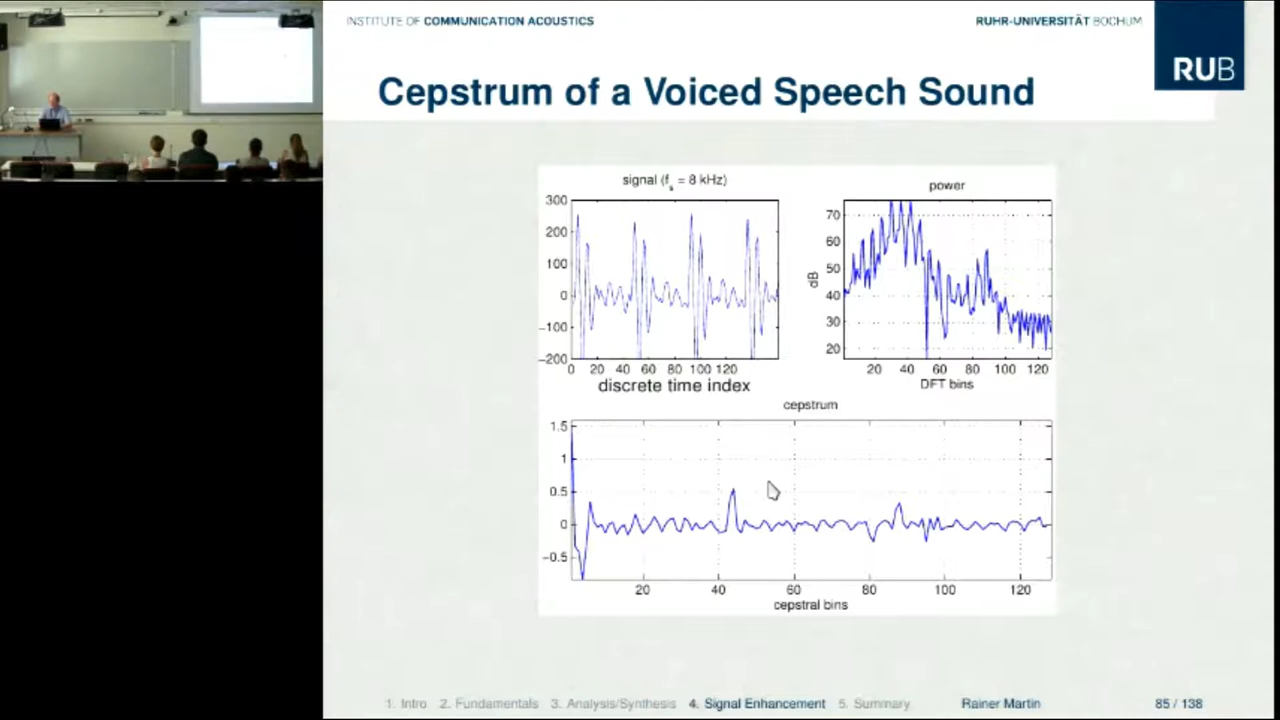 INSTITUTE OF COMMUNICATION ACOUSTICS
RUHR-UNIVERSITÄT BOCHUM
RUB
Cepstrum of a Voiced Speech Sound
signal (fs = 8 kHz)
300
200
100
0
−100
−200
0 20 40 60 80 100 120
discrete time index
power
70
60
50
40
30
20
dB
20 40 60 80 100 120
DFT bins
cepstrum
1.5
1
0.5
0
−0.5
20 40 60 80 100 120
cepstral bins
1. Intro 2. Fundamentals 3. Analysis/Synthesis 4. Signal Enhancement 5. Summary
Rainer Martin
85 / 138